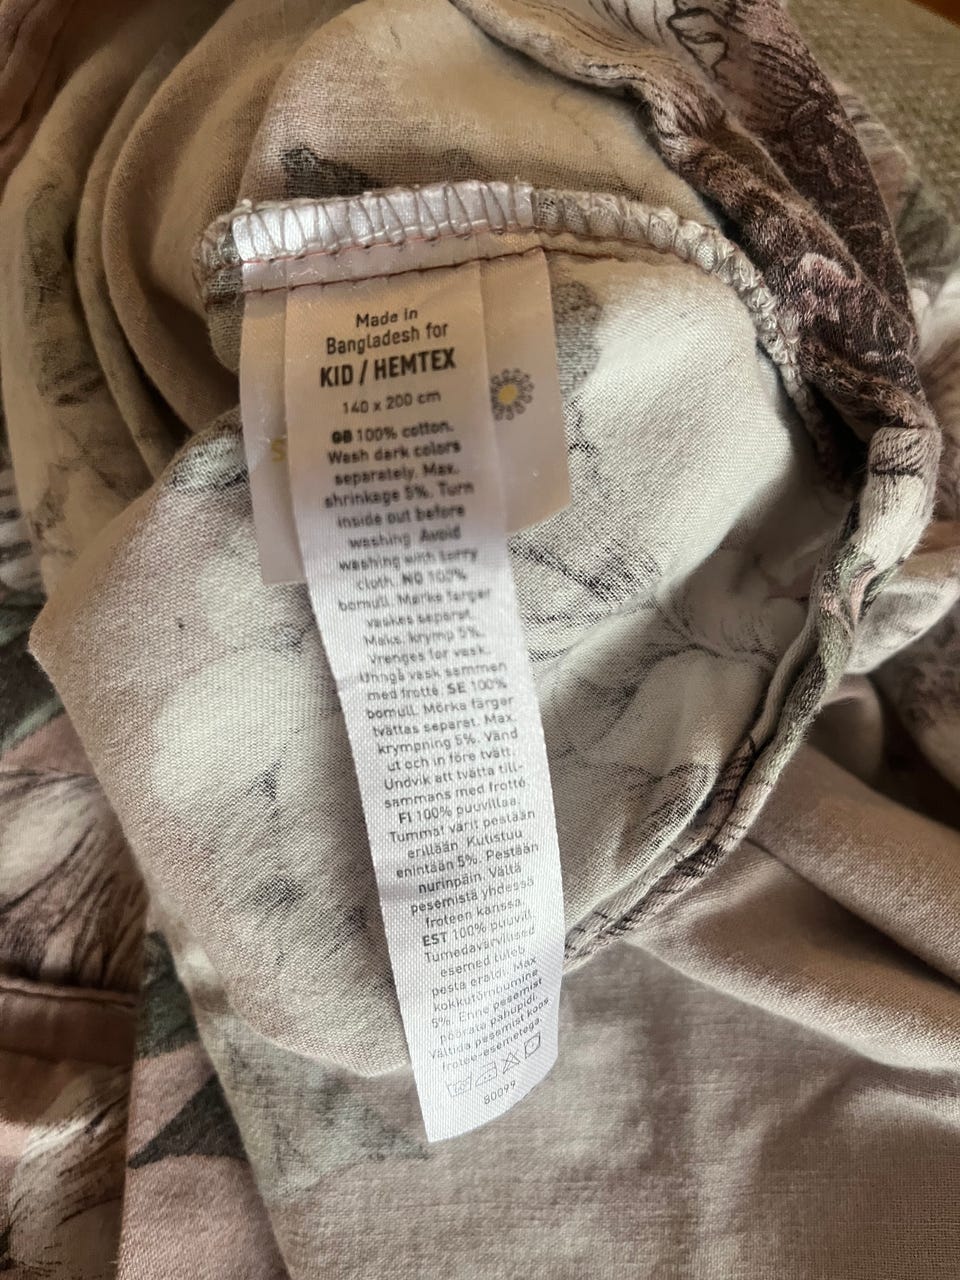 Made in
Bangladesh for
KID / HEMTEX
140 x 200 cm
GB 100% cotton.
Wash dark colors
separately. Max.
shrinkage 5%. Turn
inside out before
washing. Avoid
washing with terry
cloth. NO 100%
bomull. Mørke farger
vaskes separat.
Maks. krymp 5%.
Vrenges før vask.
Unngå vask sammen
med frotté. SE 100%
bomull. Mörka färger
tvättas separat. Max.
krympning 5%. Vänd
ut och in före tvätt.
Undvik att tvätta till-
sammans med frotté.
FI 100% puuvillaa.
Tummat värit pestään
erillään. Kutistuu
enintään 5%. Pestään
nurinpäin. Vältä
pesemistä yhdessä
froteen kanssa.
EST 100% puuvill.
Tumedavärvilised
esemed tuleb
pesta eraldi. Max
kokkutõmbumine
5%. Enne pesemist
pöörata pahupidi.
Vältida pesemist koos
frotee-esemetega.
80099
S